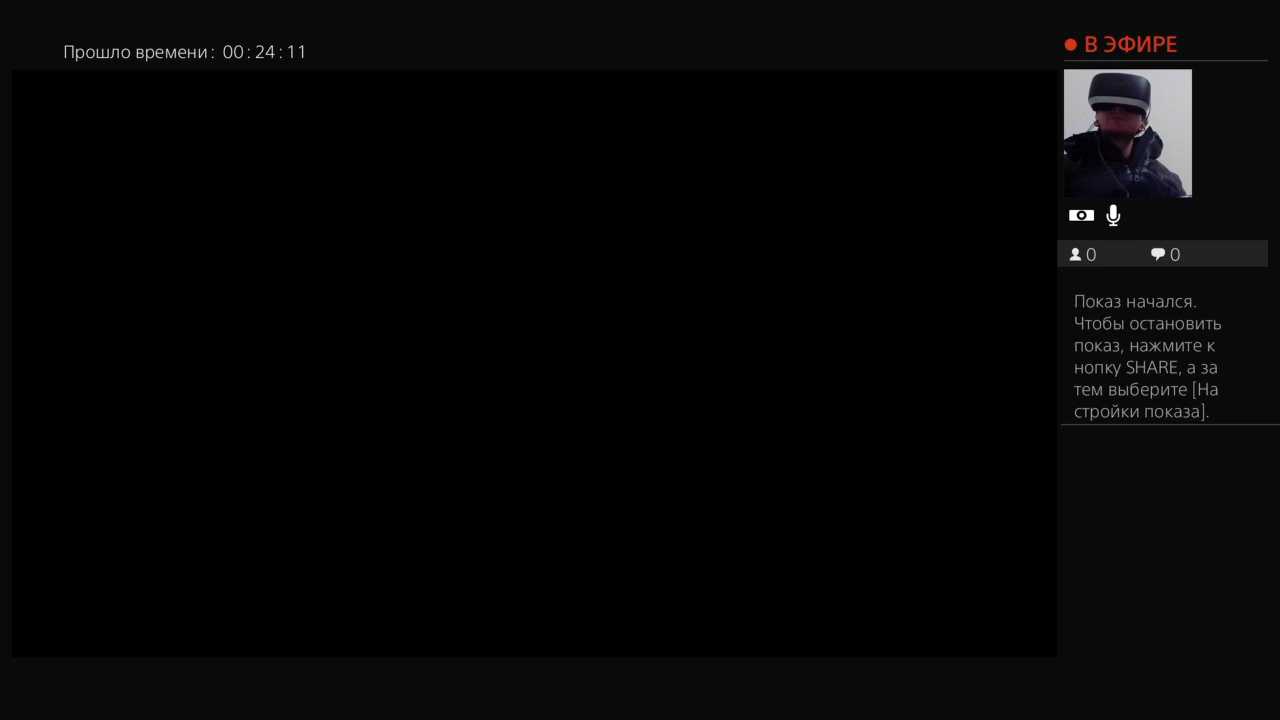 Прошло времени: 00:24:11
В ЭФИРЕ
0 0
Показ начался.
Чтобы остановить
показ, нажмите к
нопку SHARE, а за
тем выберите [На
стройки показа].